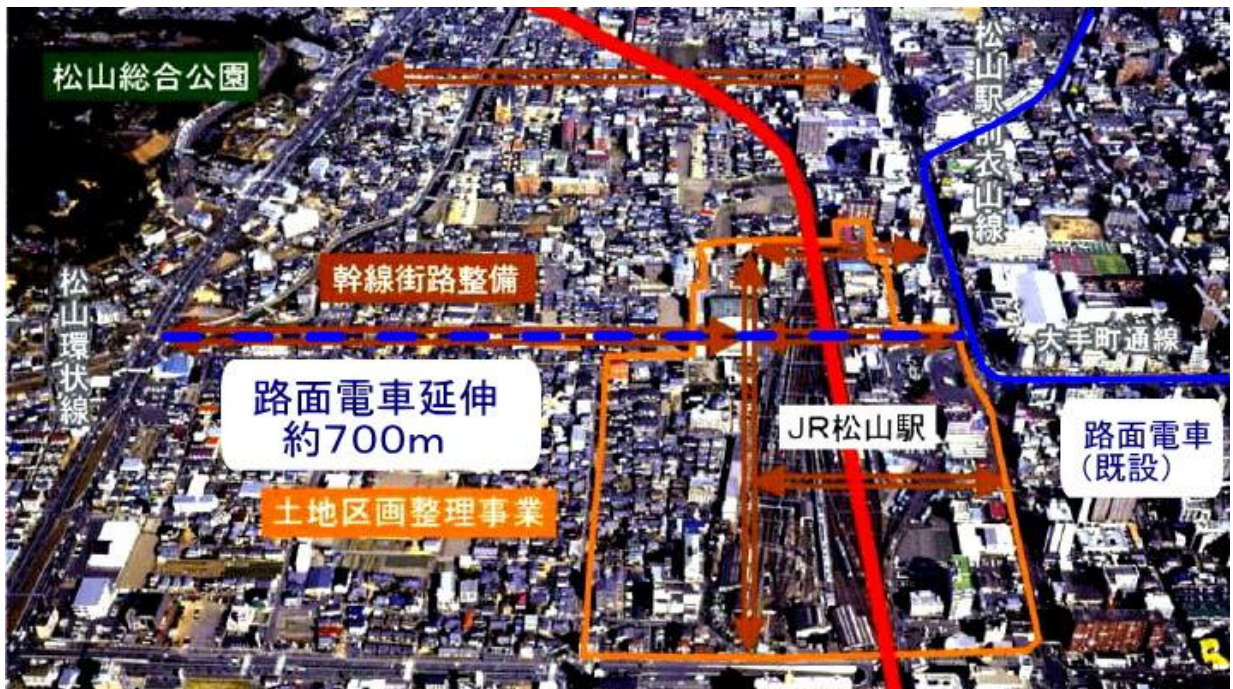 松山総合公園
松山駅前衣山線
幹線街路整備
松山環状線
大手町通線
路面電車延伸
約700m
JR松山駅
路面電車
(既設)
土地区画整理事業